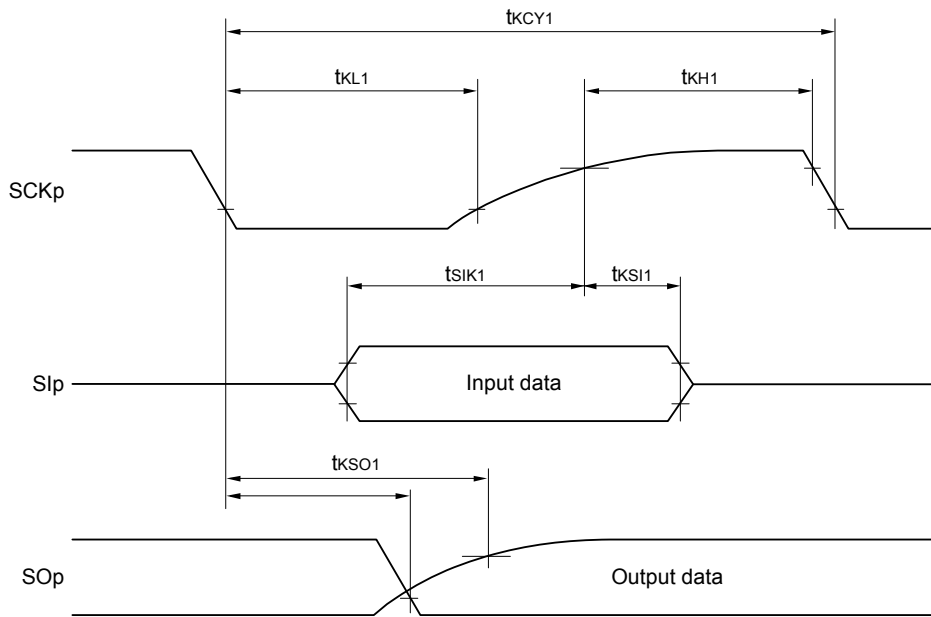 tKCY1
tKL1
tKH1
SCKp
tSIK1
tKSI1
SIp
Input data
tKSO1
SOp
Output data